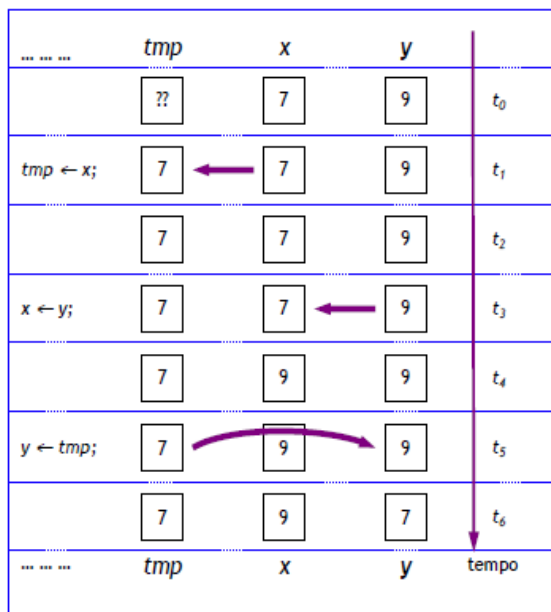 ... ... ... tmp x y
?? 7 9 t₀
tmp ← x; 7 7 9 t₁
7 7 9 t₂
x ← y; 7 7 9 t₃
7 9 9 t₄
y ← tmp; 7 9 9 t₅
7 9 7 t₆
... ... ... tmp x y tempo